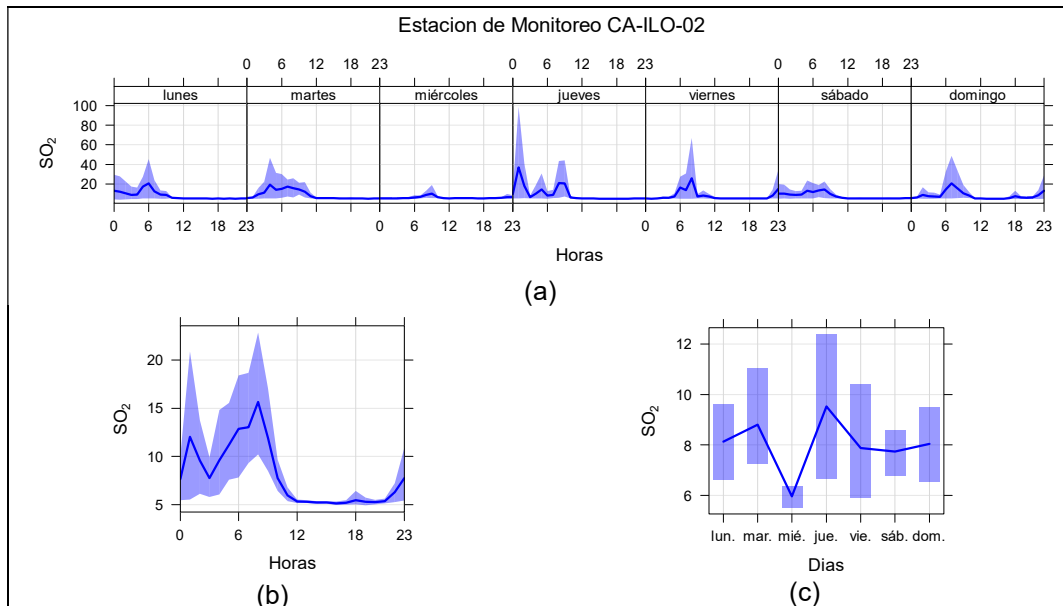 Estacion de Monitoreo CA-ILO-02
0 6 12 18 23 0 6 12 18 23 0 6 12 18 23
lunes martes miércoles jueves viernes sábado domingo
100
80
60
40
20
SO2
0 6 12 18 23 0 6 12 18 23 0 6 12 18 23 0 6 12 18 23
Horas
(a)
20
15
10
5
SO2
0 6 12 18 23
Horas
(b)
12
10
8
6
SO2
lun. mar. mié. jue. vie. sáb. dom.
Dias
(c)